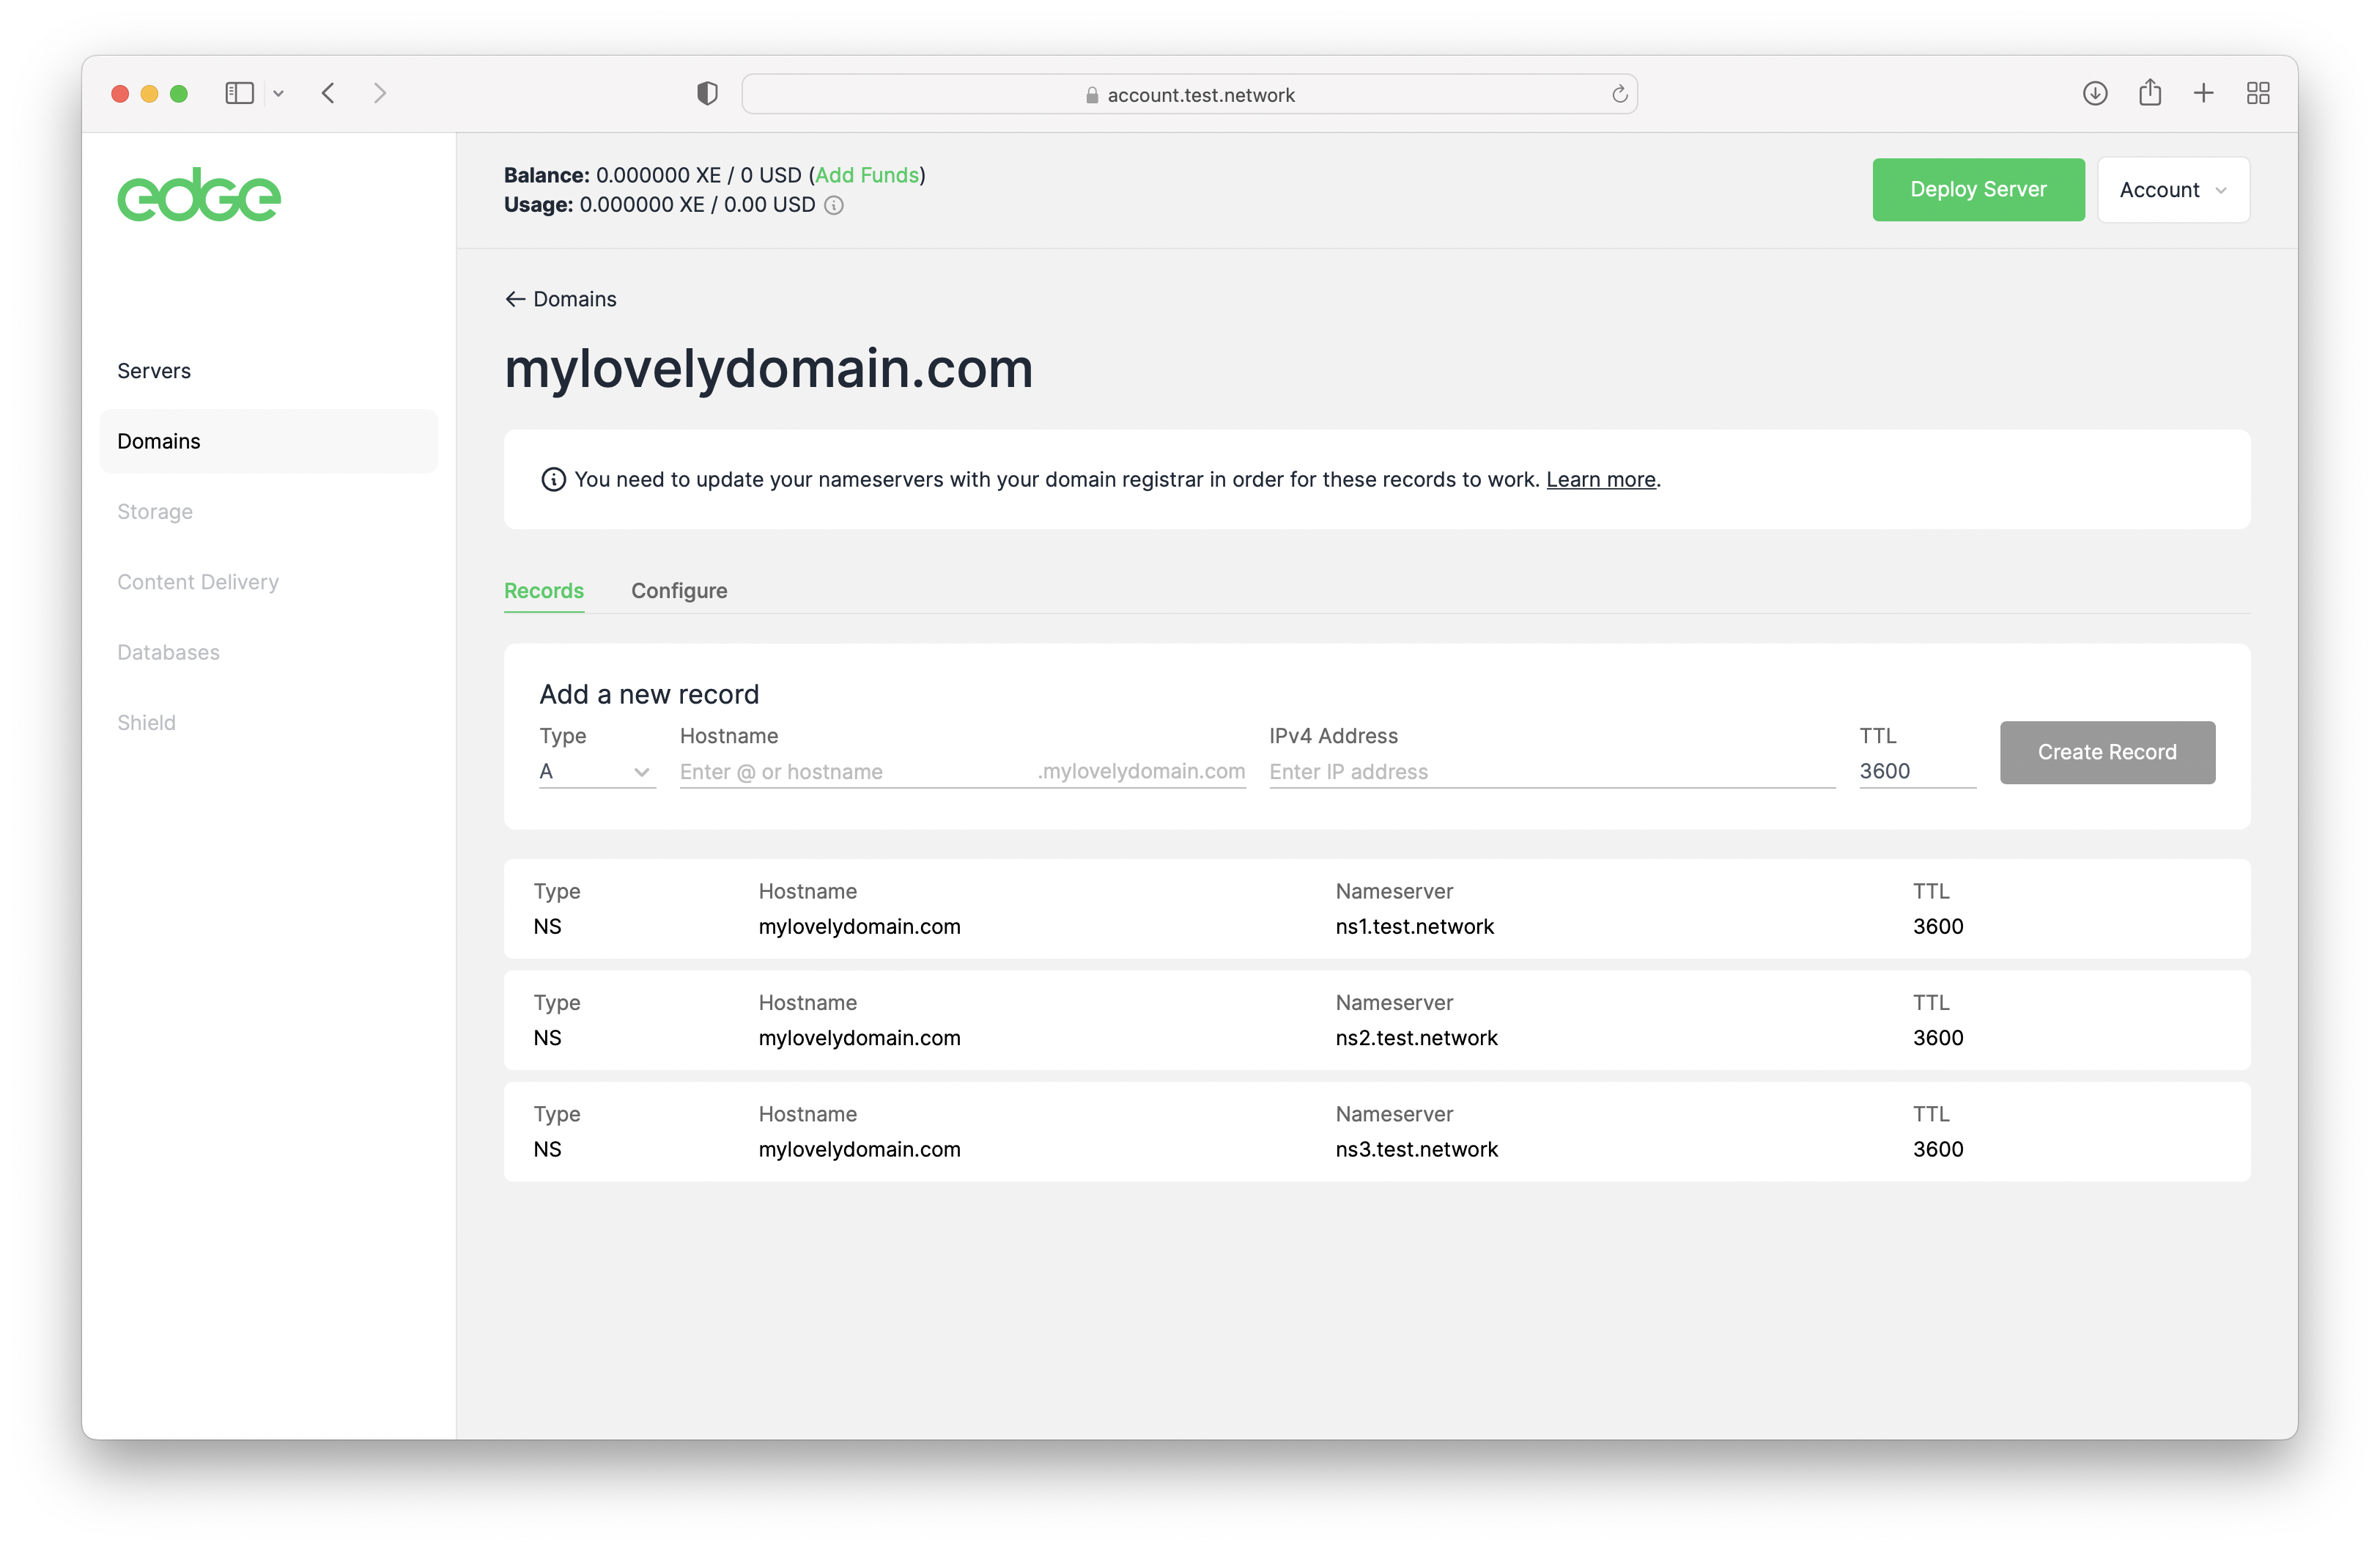 account.test.network
edge
Balance: 0.000000 XE / 0 USD (Add Funds)
Usage: 0.000000 XE / 0.00 USD
Deploy Server
Account
Servers
Domains
Storage
Content Delivery
Databases
Shield
← Domains
mylovelydomain.com
You need to update your nameservers with your domain registrar in order for these records to work. Learn more.
Records Configure
Add a new record
Type Hostname IPv4 Address TTL
A Enter @ or hostname .mylovelydomain.com Enter IP address 3600
Create Record
Type Hostname Nameserver TTL
NS mylovelydomain.com ns1.test.network 3600
Type Hostname Nameserver TTL
NS mylovelydomain.com ns2.test.network 3600
Type Hostname Nameserver TTL
NS mylovelydomain.com ns3.test.network 3600